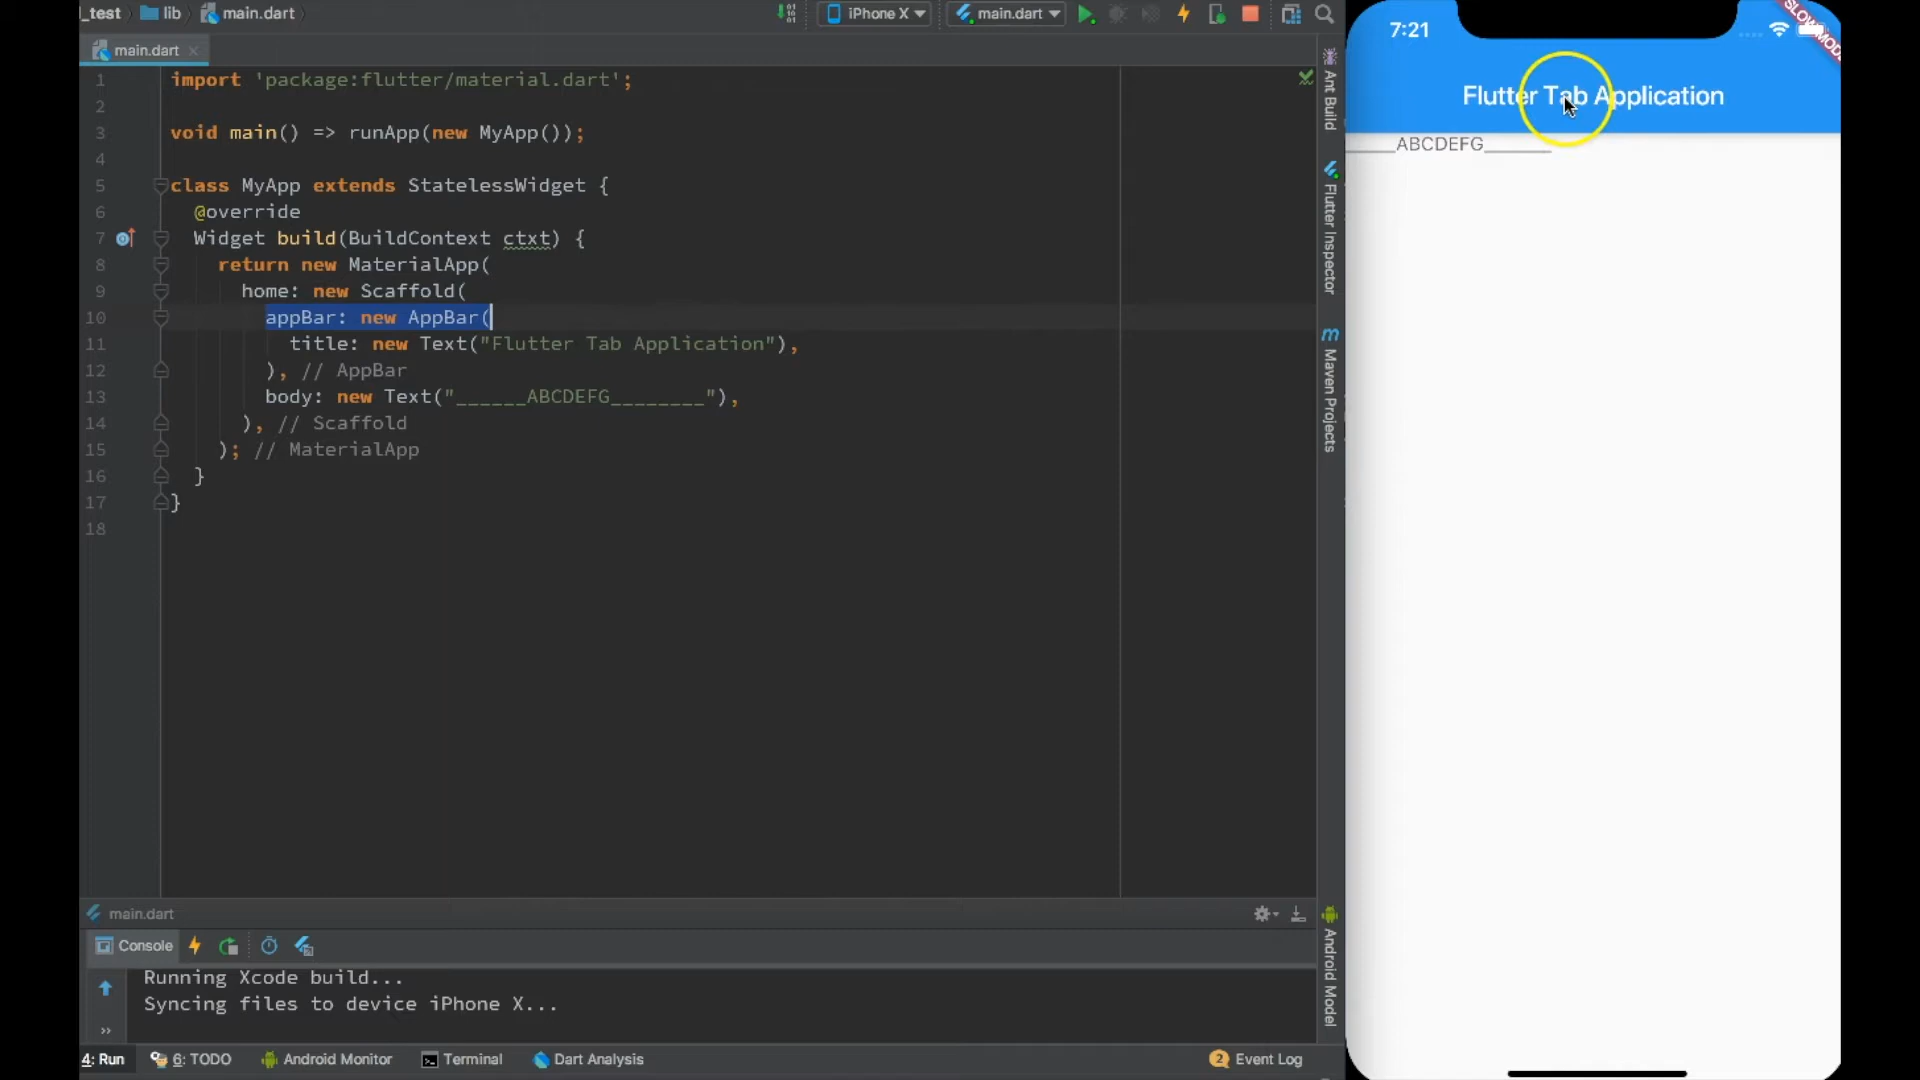 _test lib main.dart iPhone X main.dart
main.dart
1 import 'package:flutter/material.dart';
2
3 void main() => runApp(new MyApp());
4
5 class MyApp extends StatelessWidget {
6 @override
7 Widget build(BuildContext ctxt) {
8 return new MaterialApp(
9 home: new Scaffold(
10 appBar: new AppBar(
11 title: new Text("Flutter Tab Application"),
12 ), // AppBar
13 body: new Text("______ABCDEFG________"),
14 ), // Scaffold
15 ); // MaterialApp
16 }
17 }
18
Ant Build
Flutter Inspector
Maven Projects
Android Model
main.dart
Console
Running Xcode build...
Syncing files to device iPhone X...
4: Run 6: TODO Android Monitor Terminal Dart Analysis 2 Event Log
7:21
SLOW MODE
Flutter Tab Application
______ABCDEFG________